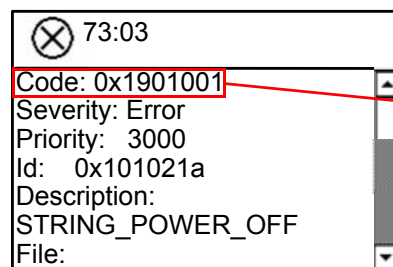 73:03
Code: 0x1901001
Severity: Error
Priority: 3000
Id: 0x101021a
Description:
STRING_POWER_OFF
File: